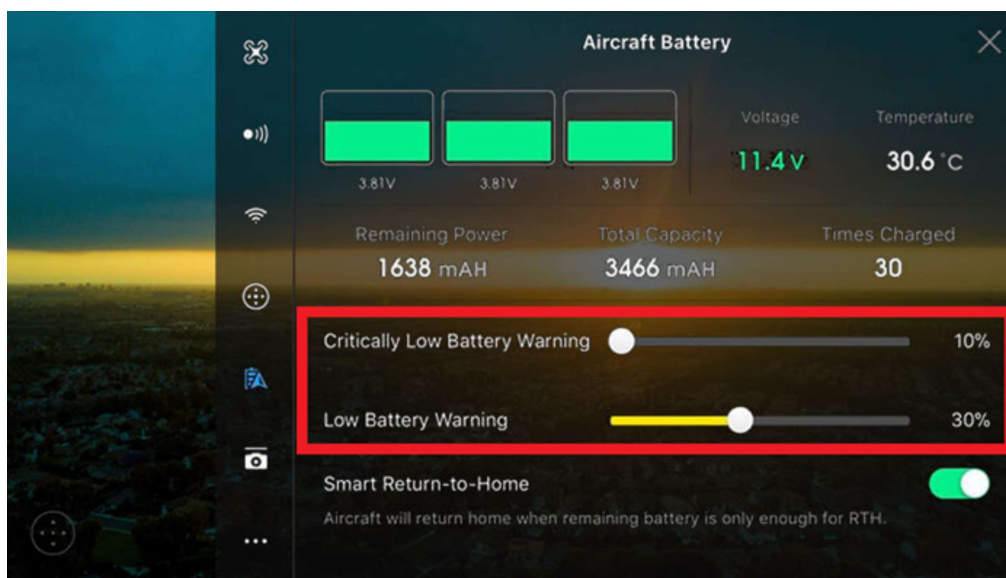 Aircraft Battery
Voltage Temperature
11.4 V 30.6 °C
3.81V 3.81V 3.81V
Remaining Power Total Capacity Times Charged
1638 mAH 3466 mAH 30
Critically Low Battery Warning 10%
Low Battery Warning 30%
Smart Return-to-Home
Aircraft will return home when remaining battery is only enough for RTH.